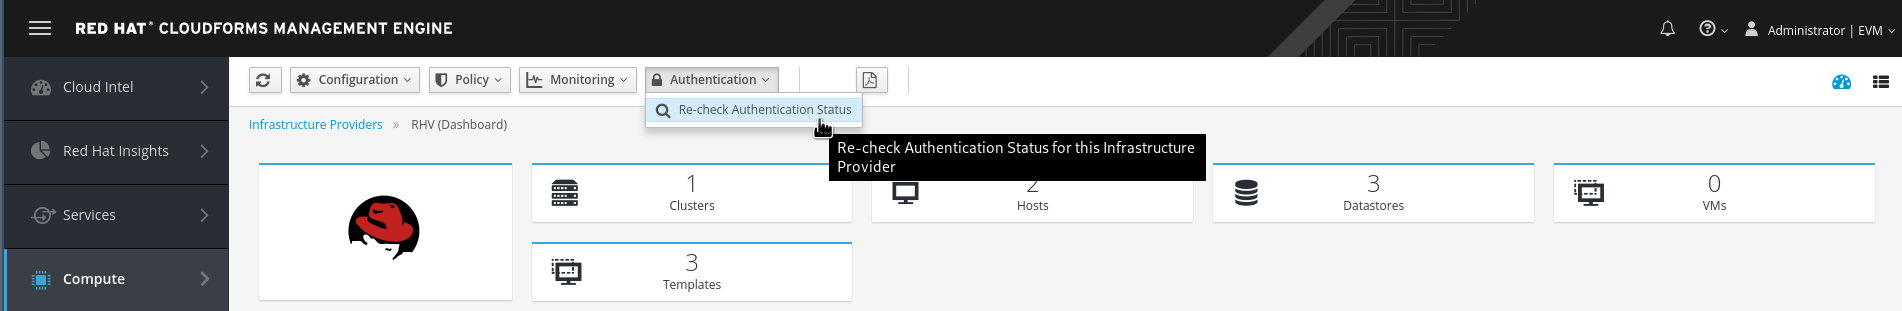 RED HAT® CLOUDFORMS MANAGEMENT ENGINE
Administrator | EVM
Cloud Intel
Red Hat Insights
Services
Compute
Configuration
Policy
Monitoring
Authentication
Re-check Authentication Status
Infrastructure Providers » RHV (Dashboard)
Re-check Authentication Status for this Infrastructure
Provider
1
Clusters
2
Hosts
3
Datastores
0
VMs
3
Templates